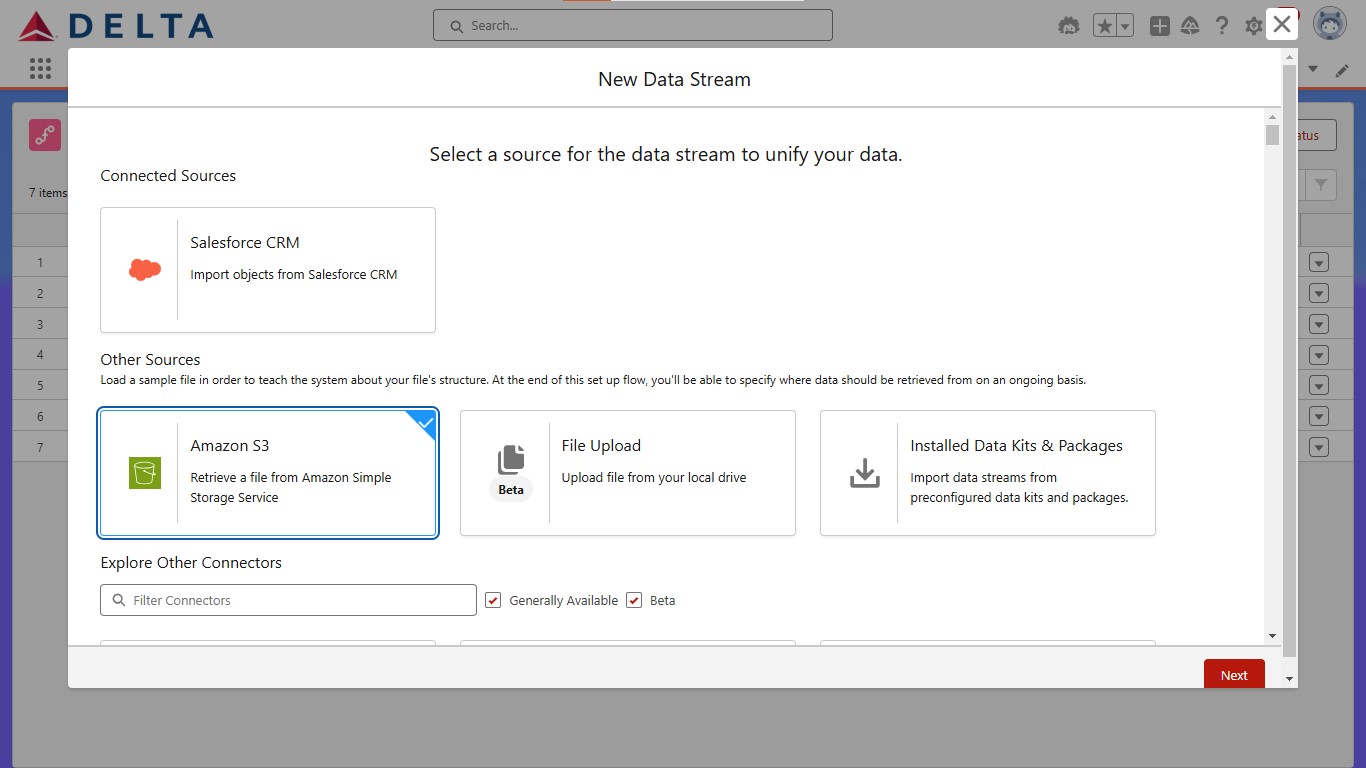 DELTA
Search...
New Data Stream
Select a source for the data stream to unify your data.
Connected Sources
atus
7 items
Salesforce CRM
Import objects from Salesforce CRM
1
2
3
4
5
6
7
Other Sources
Load a sample file in order to teach the system about your file's structure. At the end of this set up flow, you'll be able to specify where data should be retrieved from on an ongoing basis.
Amazon S3
Retrieve a file from Amazon Simple
Storage Service
File Upload
Upload file from your local drive
Beta
Installed Data Kits & Packages
Import data streams from
preconfigured data kits and packages.
Explore Other Connectors
Filter Connectors
Generally Available
Beta
Next